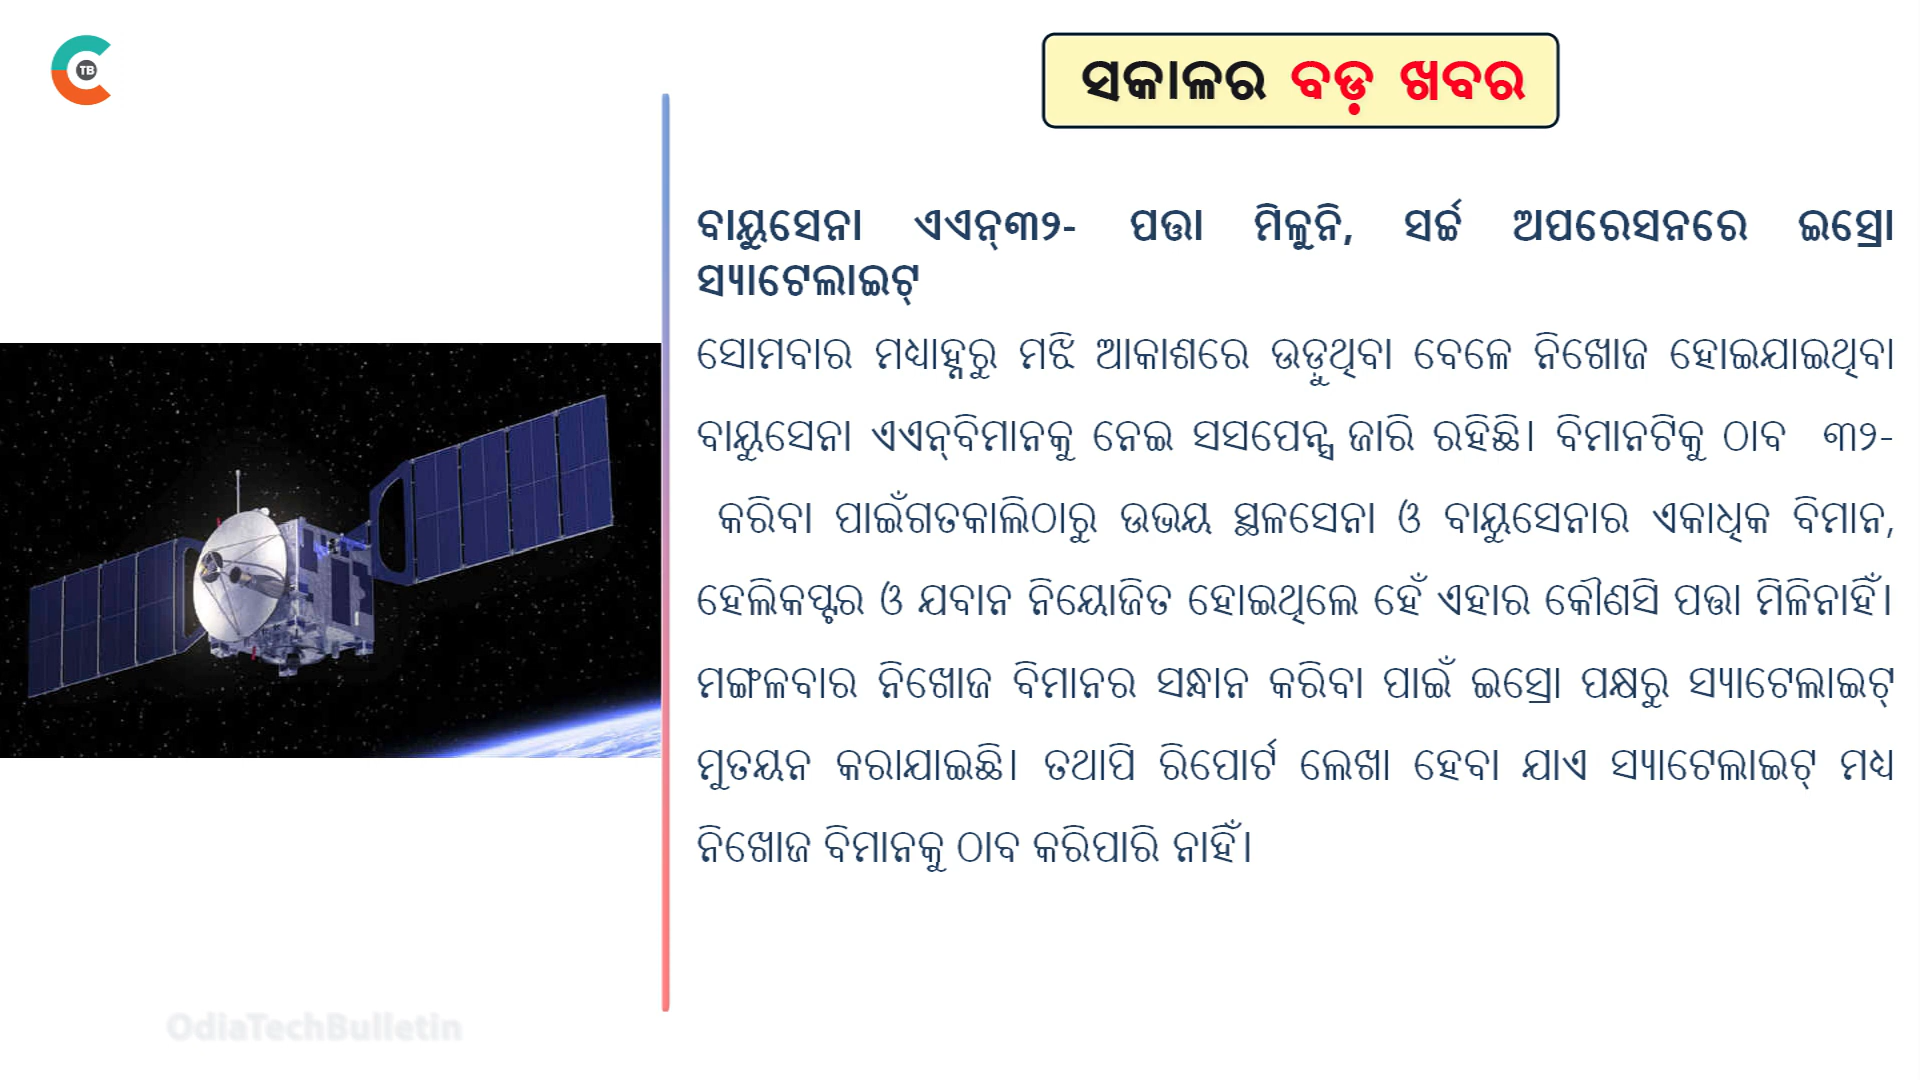 TB
ସକାଳର ବଡ଼ ଖବର
ବାୟୁସେନା ଏଏନ୍‌୩୨- ପତ୍ତା ମିଳୁନି, ସର୍ଚ୍ଚ ଅପରେସନରେ ଇସ୍ରୋ
ସ୍ୟାଟେଲାଇଟ୍
ସୋମବାର ମଧ୍ୟାହ୍ନରୁ ମଝି ଆକାଶରେ ଉଡ଼ୁଥିବା ବେଳେ ନିଖୋଜ ହୋଇଯାଇଥିବା
ବାୟୁସେନା ଏଏନ୍‌ବିମାନକୁ ନେଇ ସସପେନ୍ସ ଜାରି ରହିଛି। ବିମାନଟିକୁ ଠାବ ୩୨-
କରିବା ପାଇଁଗତକାଲିଠାରୁ ଉଭୟ ସ୍ଥଳସେନା ଓ ବାୟୁସେନାର ଏକାଧିକ ବିମାନ,
ହେଲିକପ୍ଟର ଓ ଯବାନ ନିୟୋଜିତ ହୋଇଥିଲେ ହେଁ ଏହାର କୌଣସି ପତ୍ତା ମିଳିନାହିଁ।
ମଙ୍ଗଳବାର ନିଖୋଜ ବିମାନର ସନ୍ଧାନ କରିବା ପାଇଁ ଇସ୍ରୋ ପକ୍ଷରୁ ସ୍ୟାଟେଲାଇଟ୍
ମୁତୟନ କରାଯାଇଛି। ତଥାପି ରିପୋର୍ଟ ଲେଖା ହେବା ଯାଏ ସ୍ୟାଟେଲାଇଟ୍ ମଧ୍ୟ
ନିଖୋଜ ବିମାନକୁ ଠାବ କରିପାରି ନାହିଁ।
OdiaTechBulletin